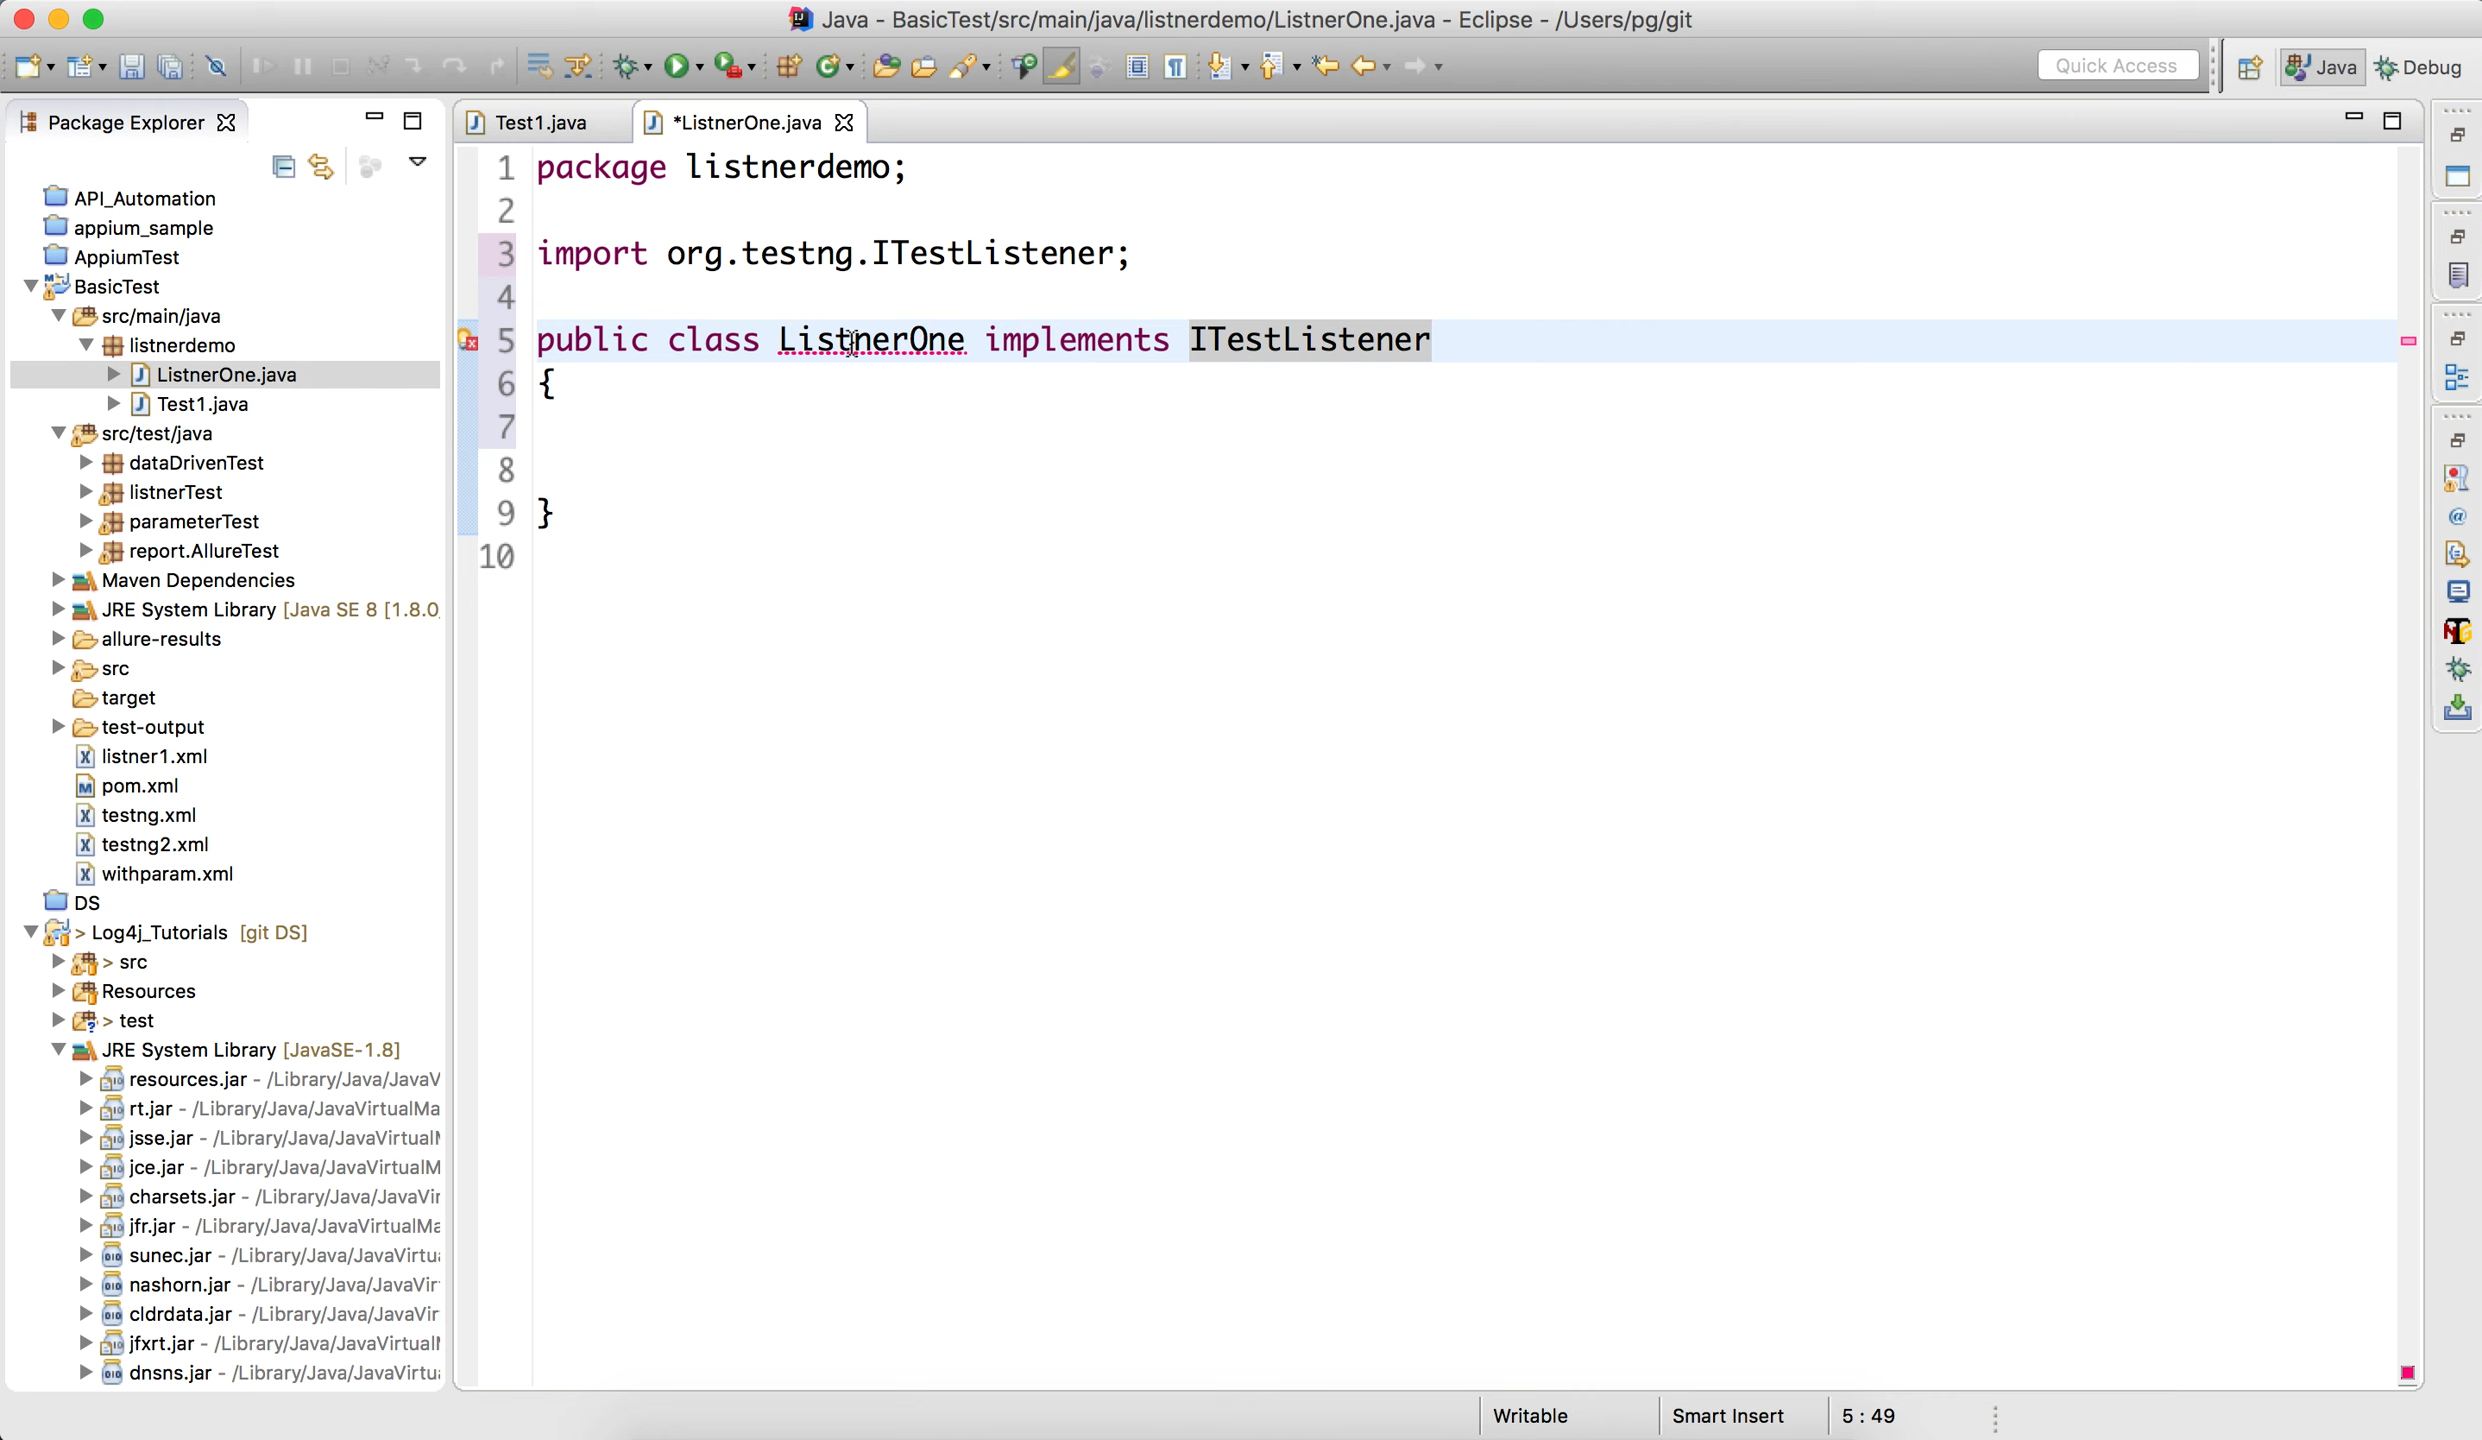 Java - BasicTest/src/main/java/listnerdemo/ListnerOne.java - Eclipse - /Users/pg/git
Quick Access
Java
Debug
Package Explorer
Test1.java
*ListnerOne.java
API_Automation
appium_sample
AppiumTest
BasicTest
src/main/java
listnerdemo
ListnerOne.java
Test1.java
src/test/java
dataDrivenTest
listnerTest
parameterTest
report.AllureTest
Maven Dependencies
JRE System Library [Java SE 8 [1.8.0
allure-results
src
target
test-output
listner1.xml
pom.xml
testng.xml
testng2.xml
withparam.xml
DS
> Log4j_Tutorials [git DS]
> src
Resources
> test
JRE System Library [JavaSE-1.8]
resources.jar - /Library/Java/JavaV
rt.jar - /Library/Java/JavaVirtualMa
jsse.jar - /Library/Java/JavaVirtual
jce.jar - /Library/Java/JavaVirtualM
charsets.jar - /Library/Java/JavaVir
jfr.jar - /Library/Java/JavaVirtualMa
sunec.jar - /Library/Java/JavaVirtu
nashorn.jar - /Library/Java/JavaVir
cldrdata.jar - /Library/Java/JavaVir
jfxrt.jar - /Library/Java/JavaVirtual
dnsns.jar - /Library/Java/JavaVirtu
1 package listnerdemo;
2
3 import org.testng.ITestListener;
4
5 public class ListnerOne implements ITestListener
6 {
7
8
9 }
10
Writable
Smart Insert
5 : 49